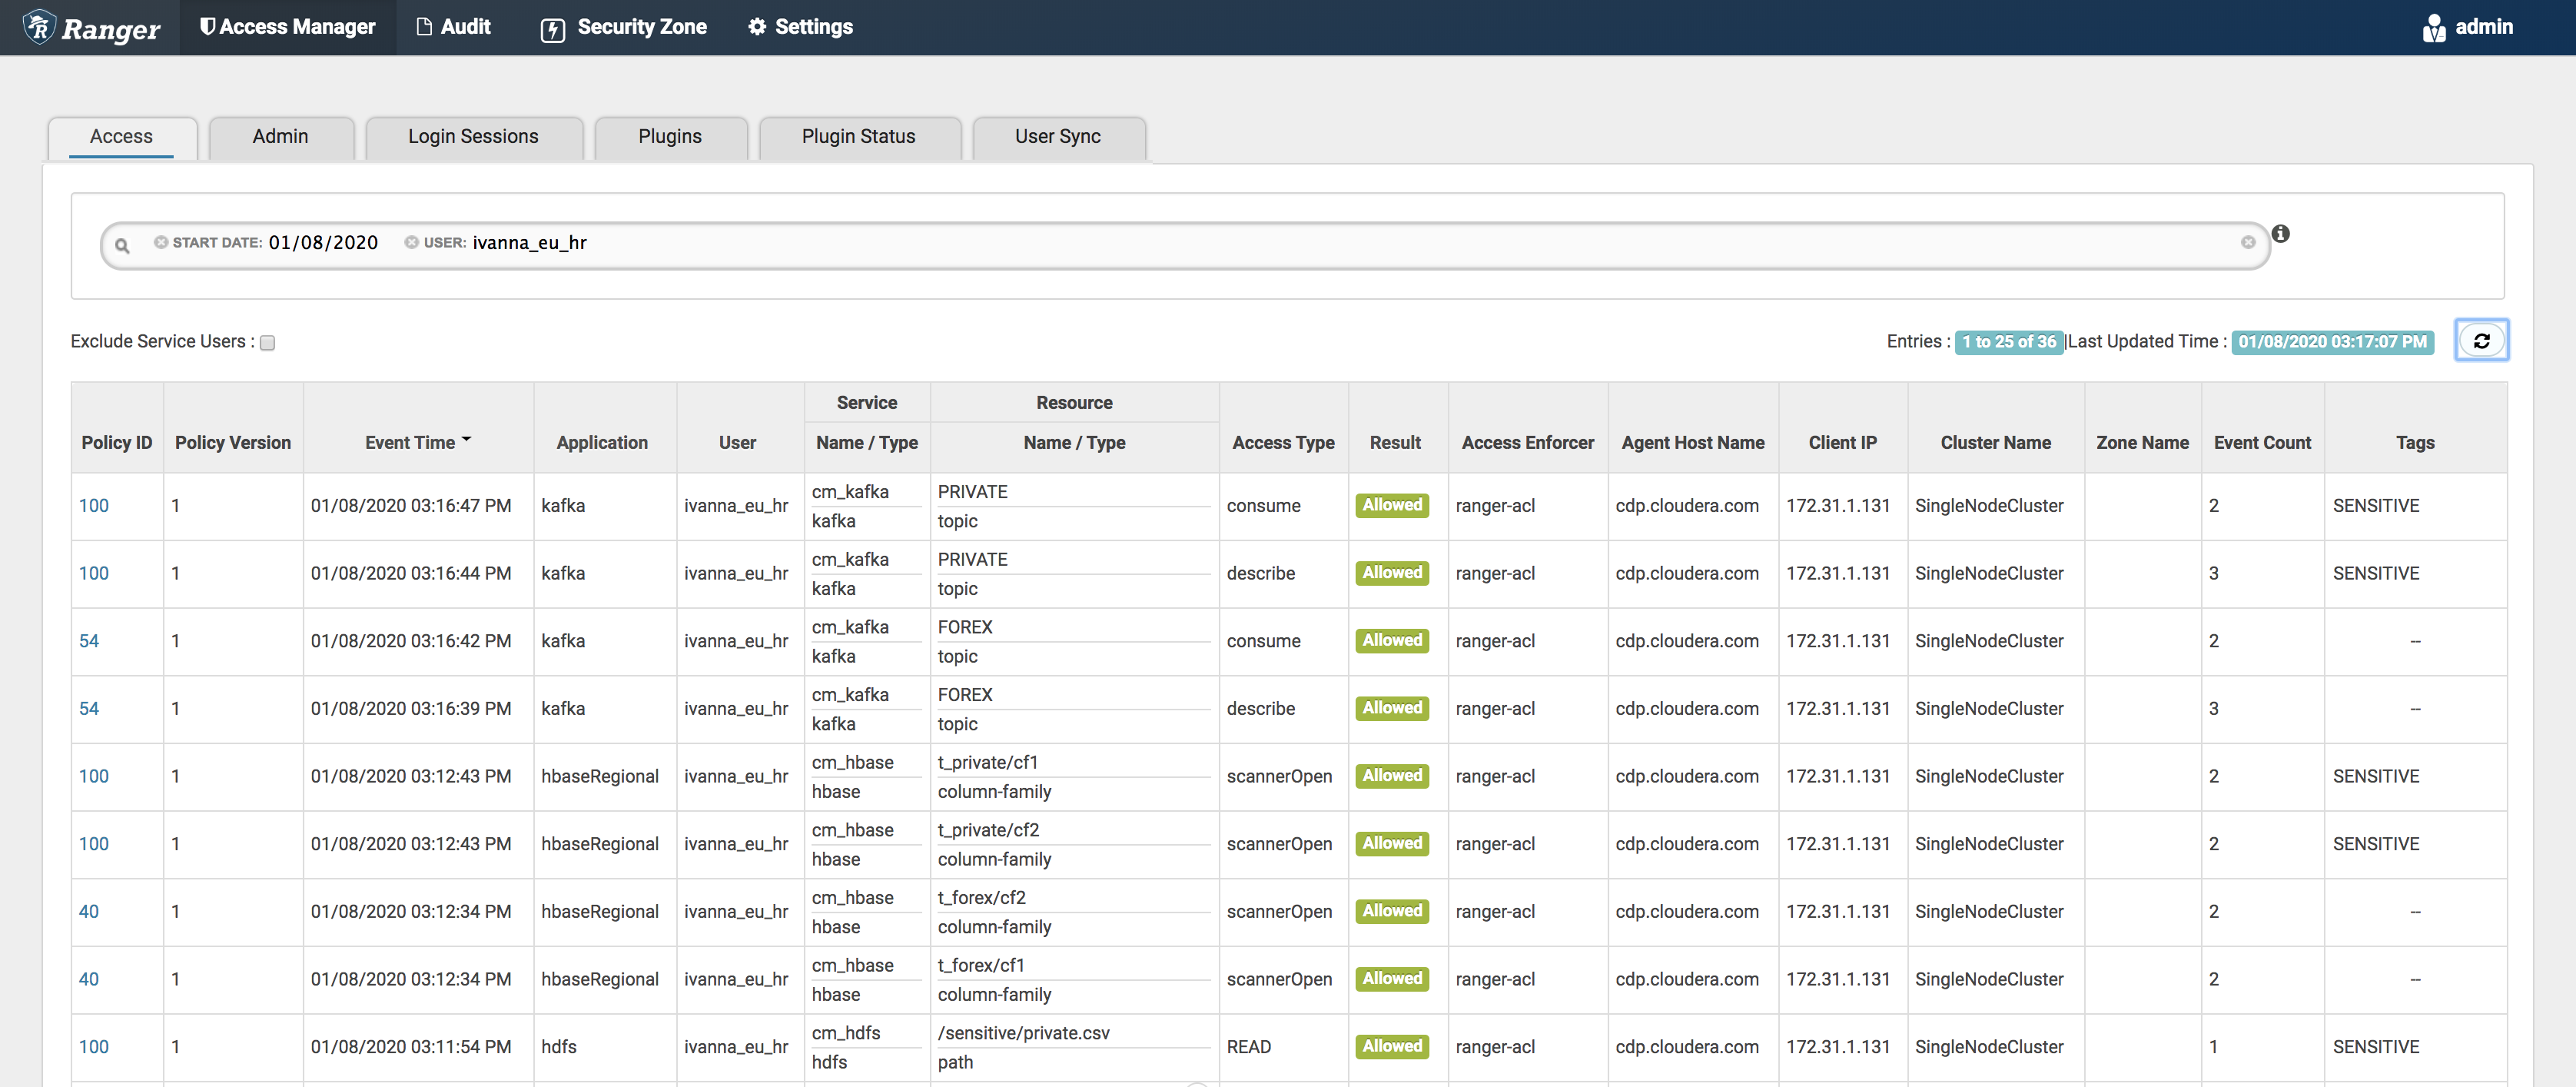 Ranger Access Manager Audit Security Zone Settings admin
Access Admin Login Sessions Plugins Plugin Status User Sync
START DATE: 01/08/2020 USER: ivanna_eu_hr
Exclude Service Users : Entries : 1 to 25 of 36 |Last Updated Time : 01/08/2020 03:17:07 PM
Service Resource
Policy ID Policy Version Event Time Application User Name / Type Name / Type Access Type Result Access Enforcer Agent Host Name Client IP Cluster Name Zone Name Event Count Tags
cm_kafka PRIVATE
100 1 01/08/2020 03:16:47 PM kafka ivanna_eu_hr consume Allowed ranger-acl cdp.cloudera.com 172.31.1.131 SingleNodeCluster 2 SENSITIVE
kafka topic
cm_kafka PRIVATE
100 1 01/08/2020 03:16:44 PM kafka ivanna_eu_hr describe Allowed ranger-acl cdp.cloudera.com 172.31.1.131 SingleNodeCluster 3 SENSITIVE
kafka topic
cm_kafka FOREX
54 1 01/08/2020 03:16:42 PM kafka ivanna_eu_hr consume Allowed ranger-acl cdp.cloudera.com 172.31.1.131 SingleNodeCluster 2 --
kafka topic
cm_kafka FOREX
54 1 01/08/2020 03:16:39 PM kafka ivanna_eu_hr describe Allowed ranger-acl cdp.cloudera.com 172.31.1.131 SingleNodeCluster 3 --
kafka topic
cm_hbase t_private/cf1
100 1 01/08/2020 03:12:43 PM hbaseRegional ivanna_eu_hr scannerOpen Allowed ranger-acl cdp.cloudera.com 172.31.1.131 SingleNodeCluster 2 SENSITIVE
hbase column-family
cm_hbase t_private/cf2
100 1 01/08/2020 03:12:43 PM hbaseRegional ivanna_eu_hr scannerOpen Allowed ranger-acl cdp.cloudera.com 172.31.1.131 SingleNodeCluster 2 SENSITIVE
hbase column-family
cm_hbase t_forex/cf2
40 1 01/08/2020 03:12:34 PM hbaseRegional ivanna_eu_hr scannerOpen Allowed ranger-acl cdp.cloudera.com 172.31.1.131 SingleNodeCluster 2 --
hbase column-family
cm_hbase t_forex/cf1
40 1 01/08/2020 03:12:34 PM hbaseRegional ivanna_eu_hr scannerOpen Allowed ranger-acl cdp.cloudera.com 172.31.1.131 SingleNodeCluster 2 --
hbase column-family
cm_hdfs /sensitive/private.csv
100 1 01/08/2020 03:11:54 PM hdfs ivanna_eu_hr READ Allowed ranger-acl cdp.cloudera.com 172.31.1.131 SingleNodeCluster 1 SENSITIVE
hdfs path